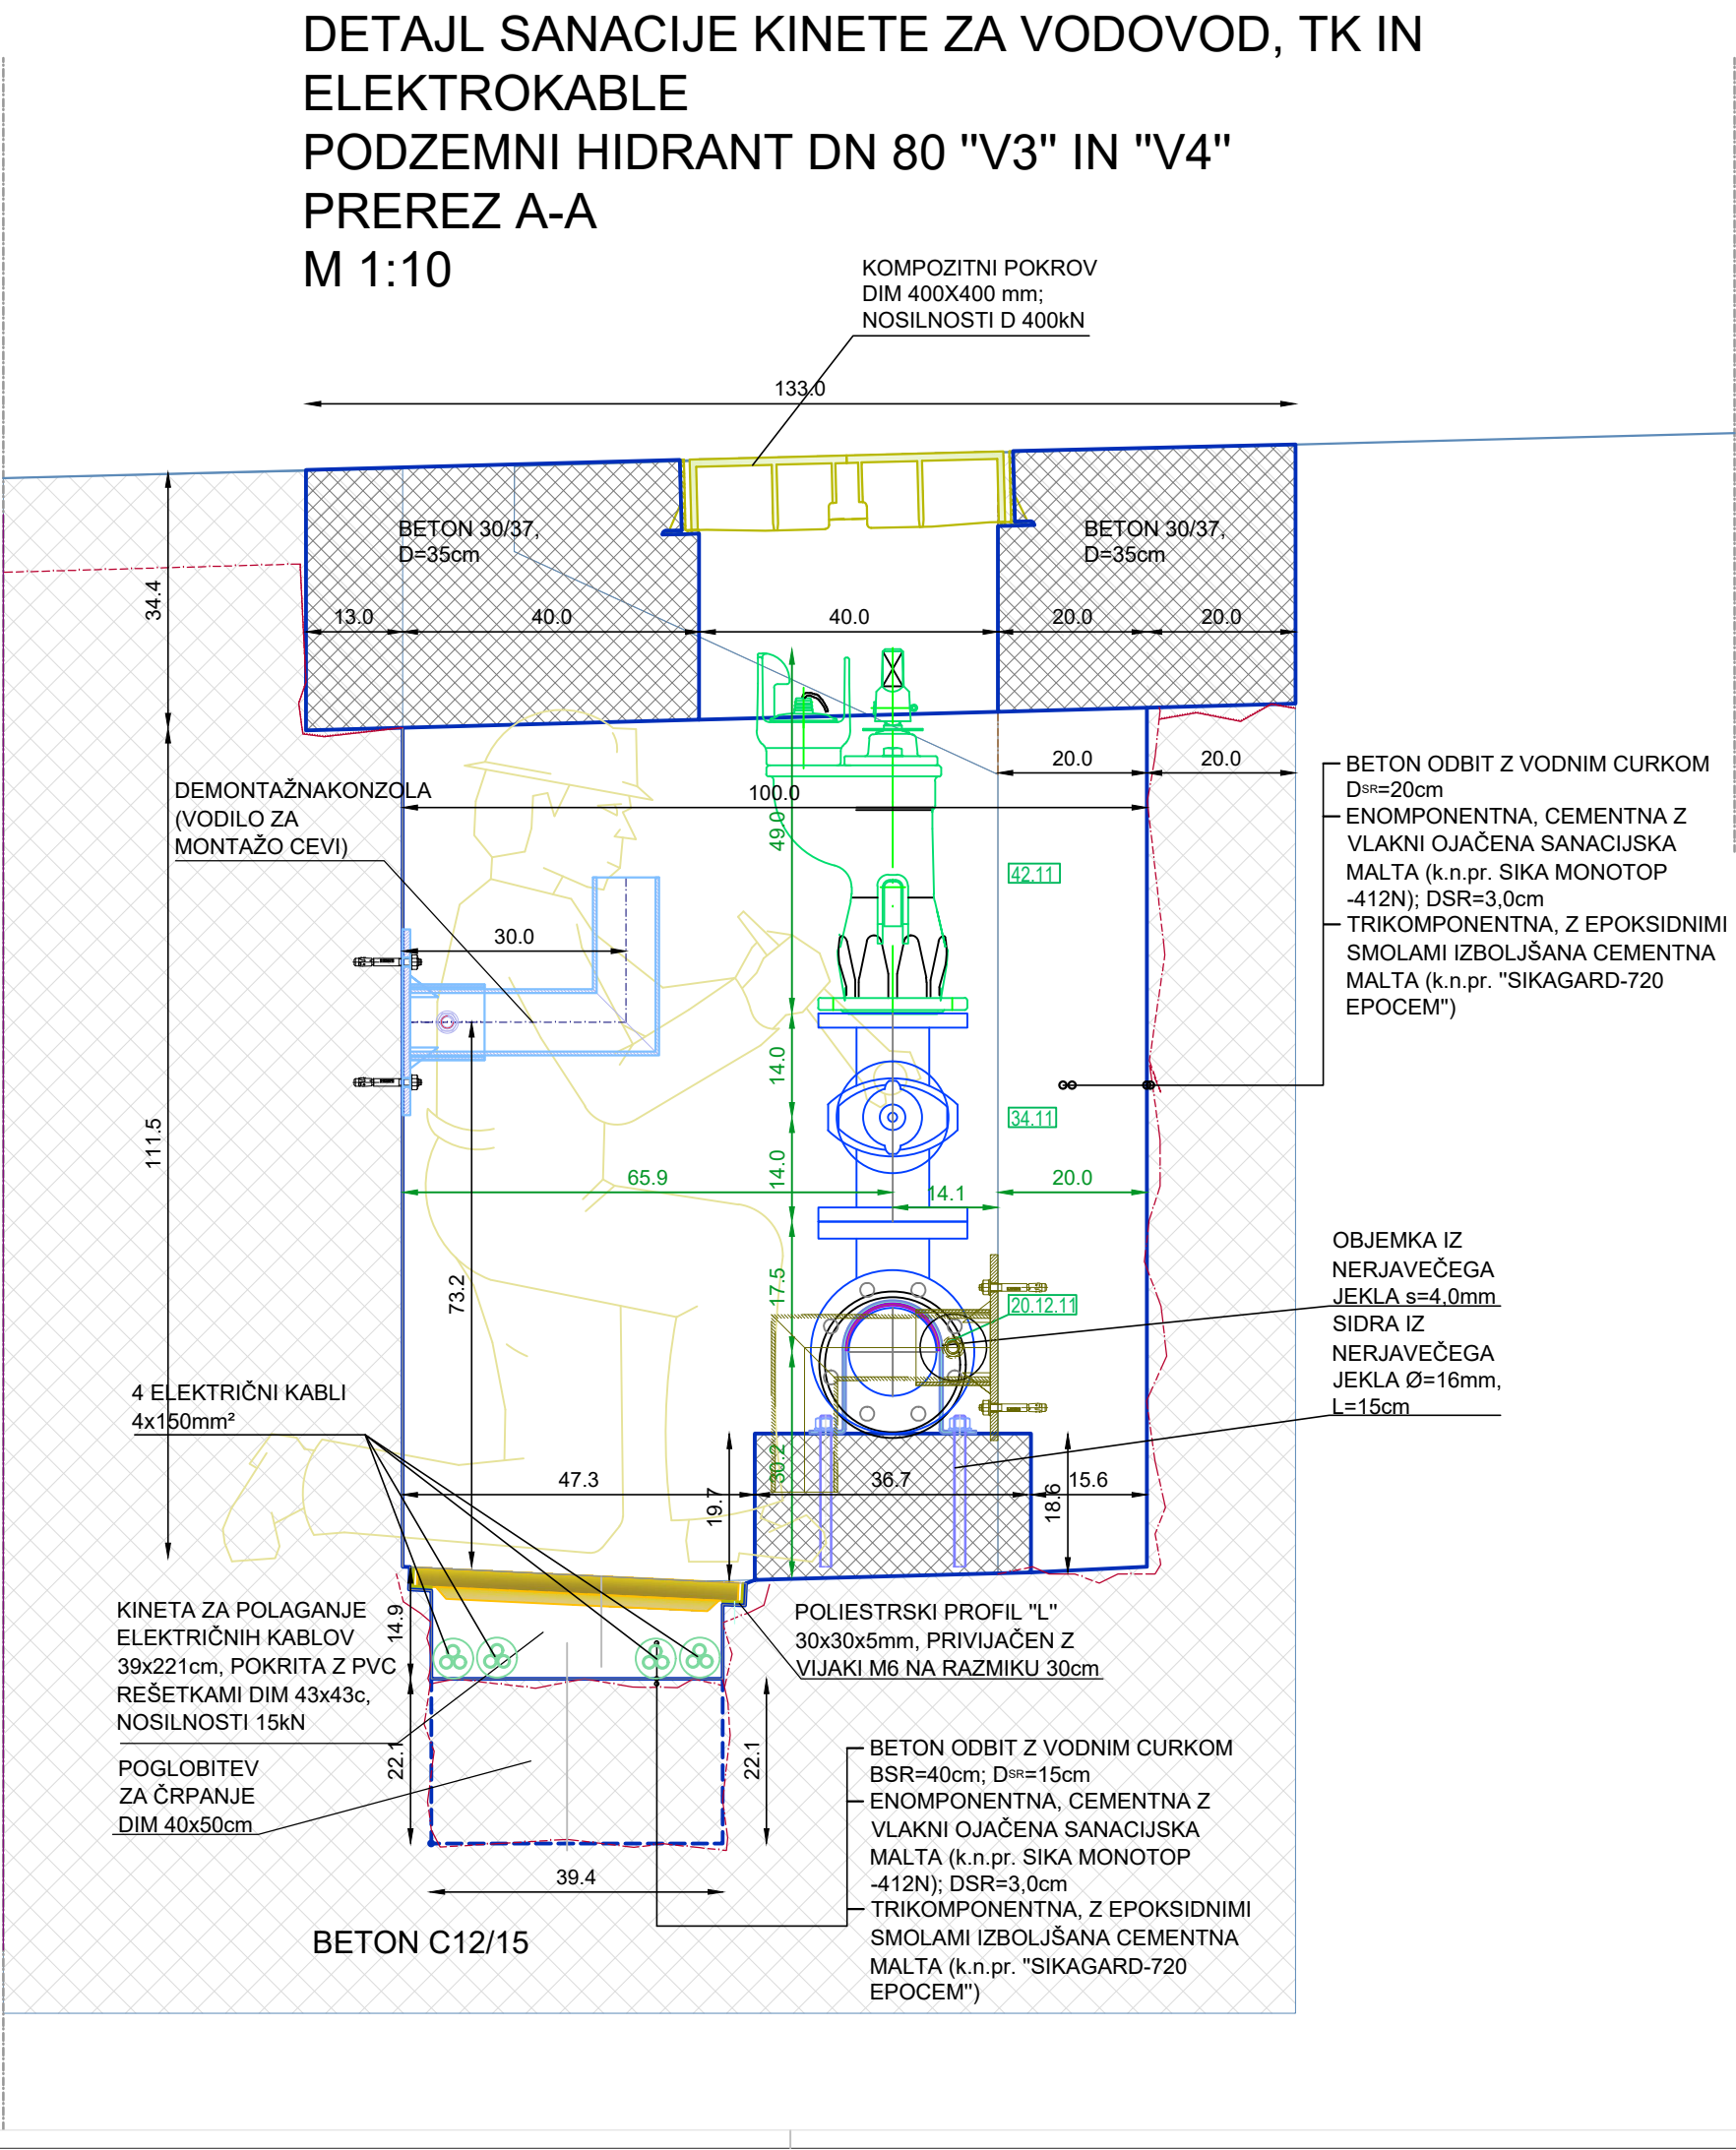 DETAJL SANACIJE KINETE ZA VODOVOD, TK IN
ELEKTROKABLE
PODZEMNI HIDRANT DN 80 "V3" IN "V4"
PREREZ A-A
M 1:10
KOMPOZITNI POKROV
DIM 400X400 mm;
NOSILNOSTI D 400kN
133.0
BETON 30/37,
D=35cm
BETON 30/37,
D=35cm
34.4
13.0
40.0
40.0
20.0
20.0
20.0
20.0
DEMONTAŽNAKONZOLA
(VODILO ZA
MONTAŽO CEVI)
100.0
49.0
42.11
30.0
BETON ODBIT Z VODNIM CURKOM
DSR=20cm
ENOMPONENTNA, CEMENTNA Z
VLAKNI OJAČENA SANACIJSKA
MALTA (k.n.pr. SIKA MONOTOP
-412N); DSR=3,0cm
TRIKOMPONENTNA, Z EPOKSIDNIMI
SMOLAMI IZBOLJŠANA CEMENTNA
MALTA (k.n.pr. "SIKAGARD-720
EPOCEM")
14.0
34.11
111.5
14.0
65.9
14.1
20.0
73.2
17.5
20.12.11
OBJEMKA IZ
NERJAVEČEGA
JEKLA s=4,0mm
SIDRA IZ
NERJAVEČEGA
JEKLA Ø=16mm,
L=15cm
4 ELEKTRIČNI KABLI
4x150mm²
30.2
47.3
19.7
36.7
18.6
15.6
KINETA ZA POLAGANJE
ELEKTRIČNIH KABLOV
39x221cm, POKRITA Z PVC
REŠETKAMI DIM 43x43c,
NOSILNOSTI 15kN
14.9
POLIESTRSKI PROFIL "L"
30x30x5mm, PRIVIJAČEN Z
VIJAKI M6 NA RAZMIKU 30cm
POGLOBITEV
ZA ČRPANJE
DIM 40x50cm
22.1
22.1
BETON ODBIT Z VODNIM CURKOM
BSR=40cm; DSR=15cm
ENOMPONENTNA, CEMENTNA Z
VLAKNI OJAČENA SANACIJSKA
MALTA (k.n.pr. SIKA MONOTOP
-412N); DSR=3,0cm
TRIKOMPONENTNA, Z EPOKSIDNIMI
SMOLAMI IZBOLJŠANA CEMENTNA
MALTA (k.n.pr. "SIKAGARD-720
EPOCEM")
39.4
BETON C12/15